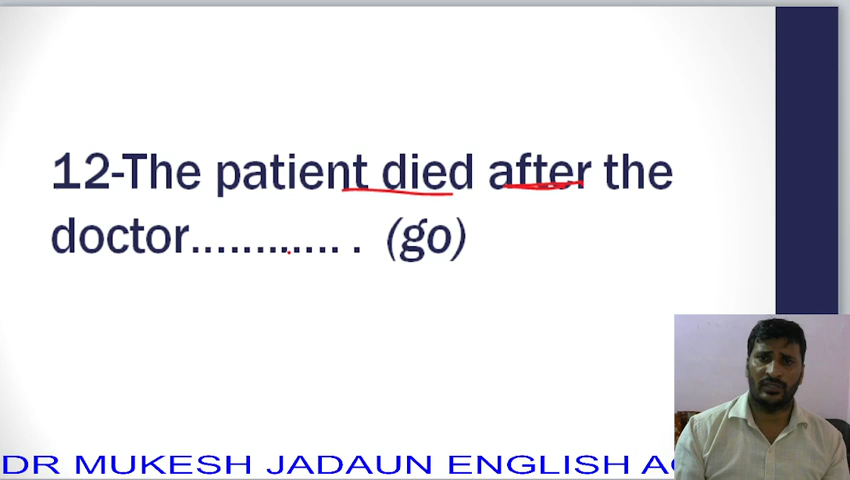 12-The patient died after the
doctor............ . (go)
DR MUKESH JADAUN ENGLISH